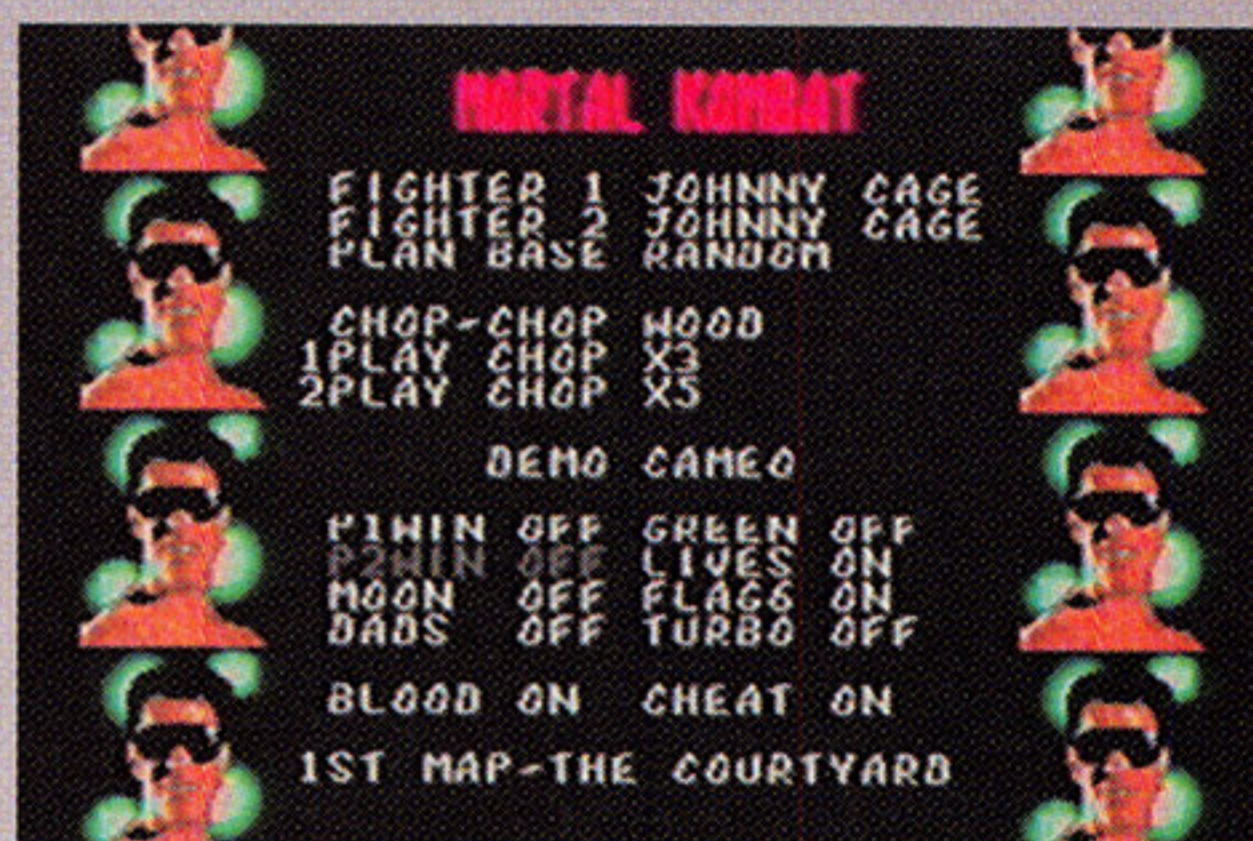 MORTAL KOMBAT
FIGHTER 1 JOHNNY CAGE
FIGHTER 2 JOHNNY CAGE
PLAN BASE RANDOM
CHOP-CHOP WOOD
1PLAY CHOP X3
2PLAY CHOP X5
DEMO CAMEO
P1WIN OFF GREEN OFF
P2WIN OFF LIVES ON
MOON OFF FLAG6 ON
DADS OFF TURBO OFF
BLOOD ON CHEAT ON
1ST MAP-THE COURTYARD